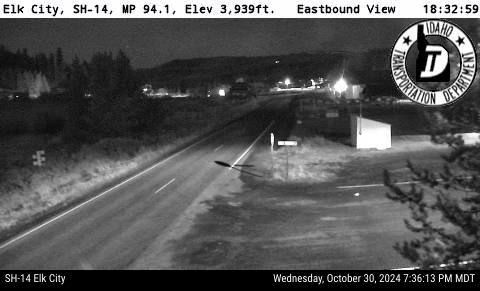 Elk City, SH-14, MP 94.1, Elev 3,939ft. Eastbound View 18:32:59
IDAHO
TRANSPORTATION DEPARTMENT
SH-14 Elk City Wednesday, October 30, 2024 7:36:13 PM MDT